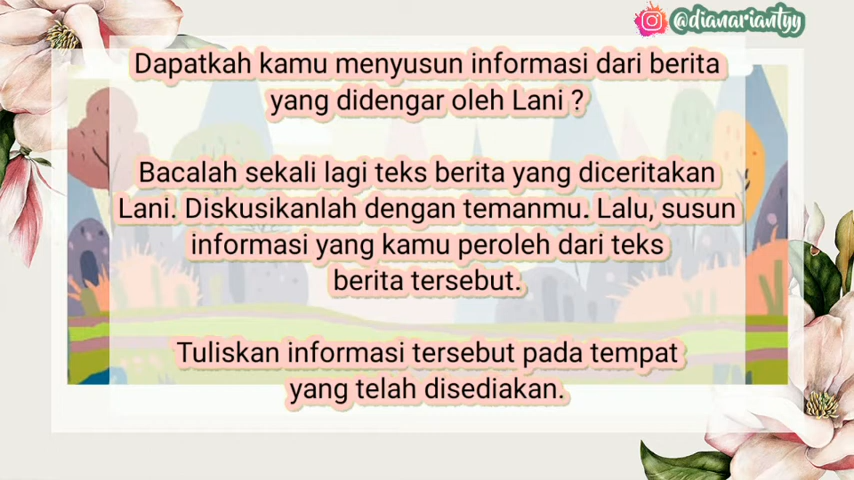 @dianariantyy
Dapatkah kamu menyusun informasi dari berita
yang didengar oleh Lani ?
Bacalah sekali lagi teks berita yang diceritakan
Lani. Diskusikanlah dengan temanmu. Lalu, susun
informasi yang kamu peroleh dari teks
berita tersebut.
Tuliskan informasi tersebut pada tempat
yang telah disediakan.